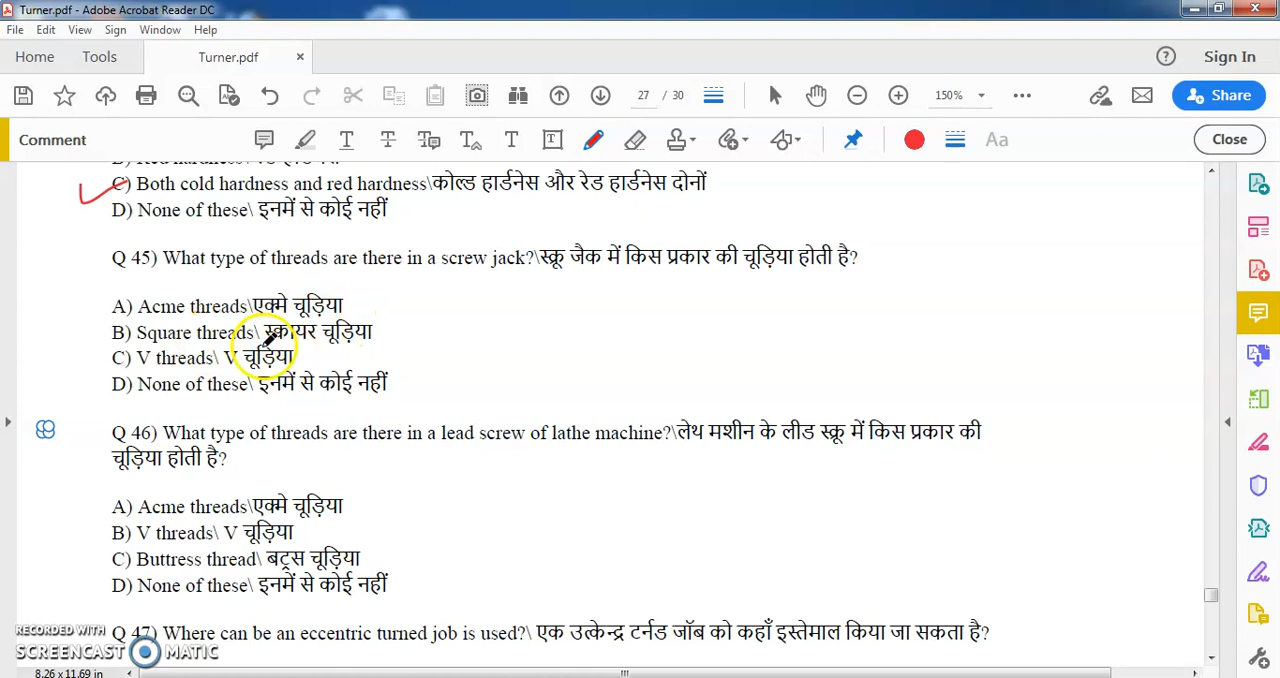 Turner.pdf - Adobe Acrobat Reader DC
File Edit View Sign Window Help
Home Tools Turner.pdf × Sign In
27 / 30 150% Share
Comment Aa Close
C) Both cold hardness and red hardness\कोल्ड हार्डनेस और रेड हार्डनेस दोनों
D) None of these\ इनमें से कोई नहीं
Q 45) What type of threads are there in a screw jack?\स्क्रू जैक में किस प्रकार की चूड़िया होती है?
A) Acme threads\एक्मे चूड़िया
B) Square threads\ स्क्वायर चूड़िया
C) V threads\ V चूड़िया
D) None of these\ इनमें से कोई नहीं
Q 46) What type of threads are there in a lead screw of lathe machine?\लेथ मशीन के लीड स्क्रू में किस प्रकार की
चूड़िया होती है?
A) Acme threads\एक्मे चूड़िया
B) V threads\ V चूड़िया
C) Buttress thread\ बट्रस चूड़िया
D) None of these\ इनमें से कोई नहीं
Q 47) Where can be an eccentric turned job is used?\ एक उत्केन्द्र टर्नड जॉब को कहाँ इस्तेमाल किया जा सकता है?
RECORDED WITH
SCREENCAST MATIC
8.26 x 11.69 in